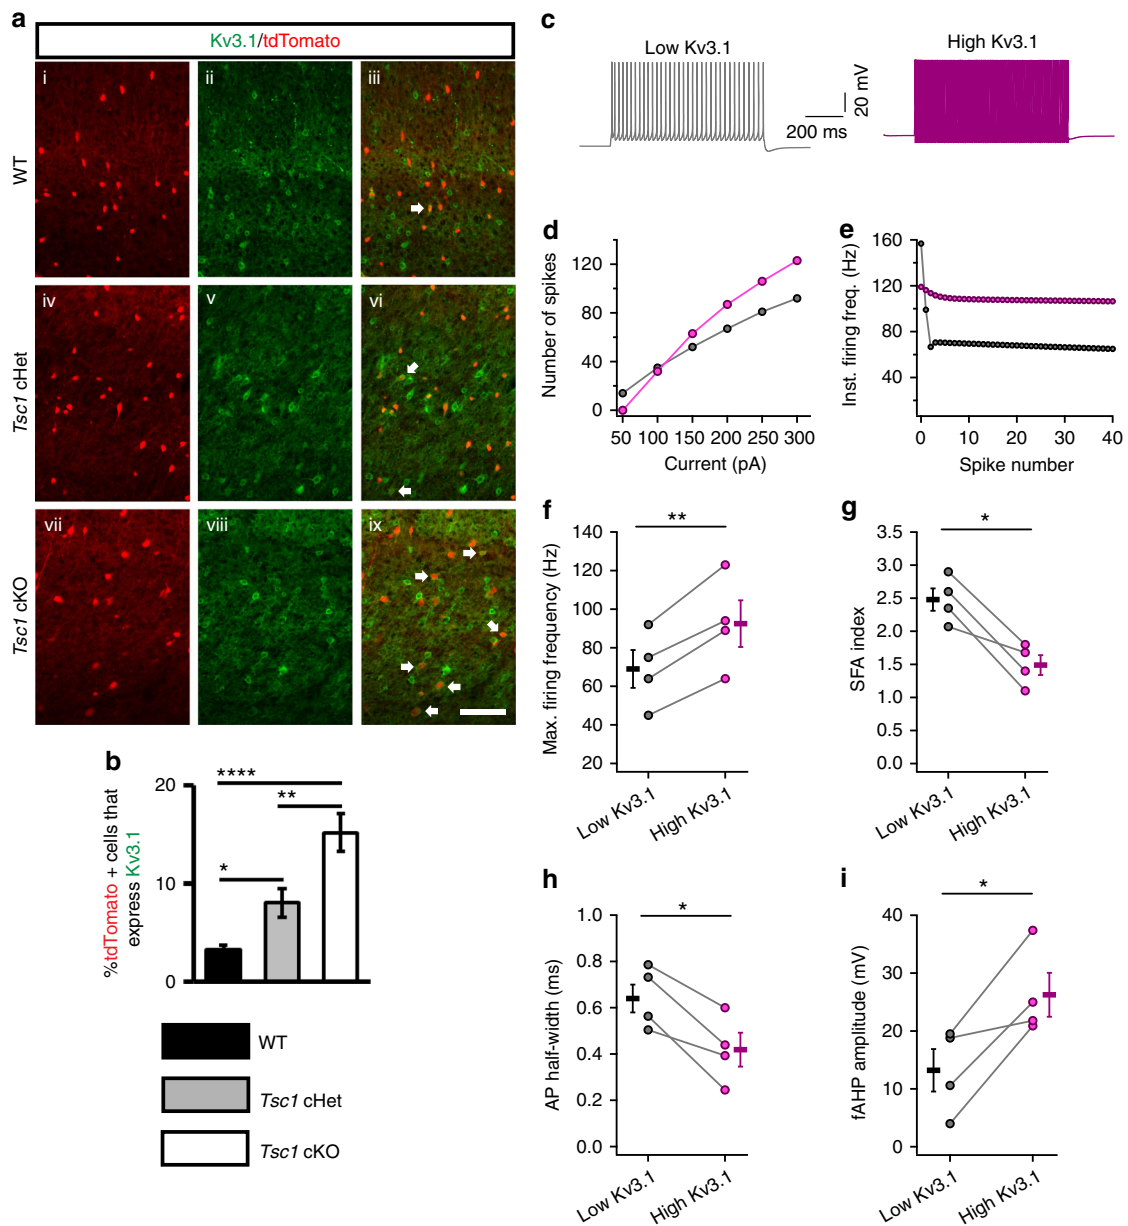 a
Kv3.1/tdTomato
i
ii
iii
WT
iv
v
vi
Tsc1 cHet
vii
viii
ix
Tsc1 cKO
b
%tdTomato + cells that
express Kv3.1
20
10
0
****
**
*
WT
Tsc1 cHet
Tsc1 cKO
c
Low Kv3.1
High Kv3.1
20 mV
200 ms
d
Number of spikes
120
80
40
0
50 100 150 200 250 300
Current (pA)
e
Inst. firing freq. (Hz)
160
120
80
40
0 10 20 30 40
Spike number
f
Max. firing frequency (Hz)
140
120
100
80
60
40
20
**
Low Kv3.1
High Kv3.1
g
SFA index
3.5
3.0
2.5
2.0
1.5
1.0
0.0
*
Low Kv3.1
High Kv3.1
h
AP half-width (ms)
1.0
0.8
0.6
0.4
0.2
0.0
*
Low Kv3.1
High Kv3.1
i
fAHP amplitude (mV)
40
30
20
10
0
*
Low Kv3.1
High Kv3.1